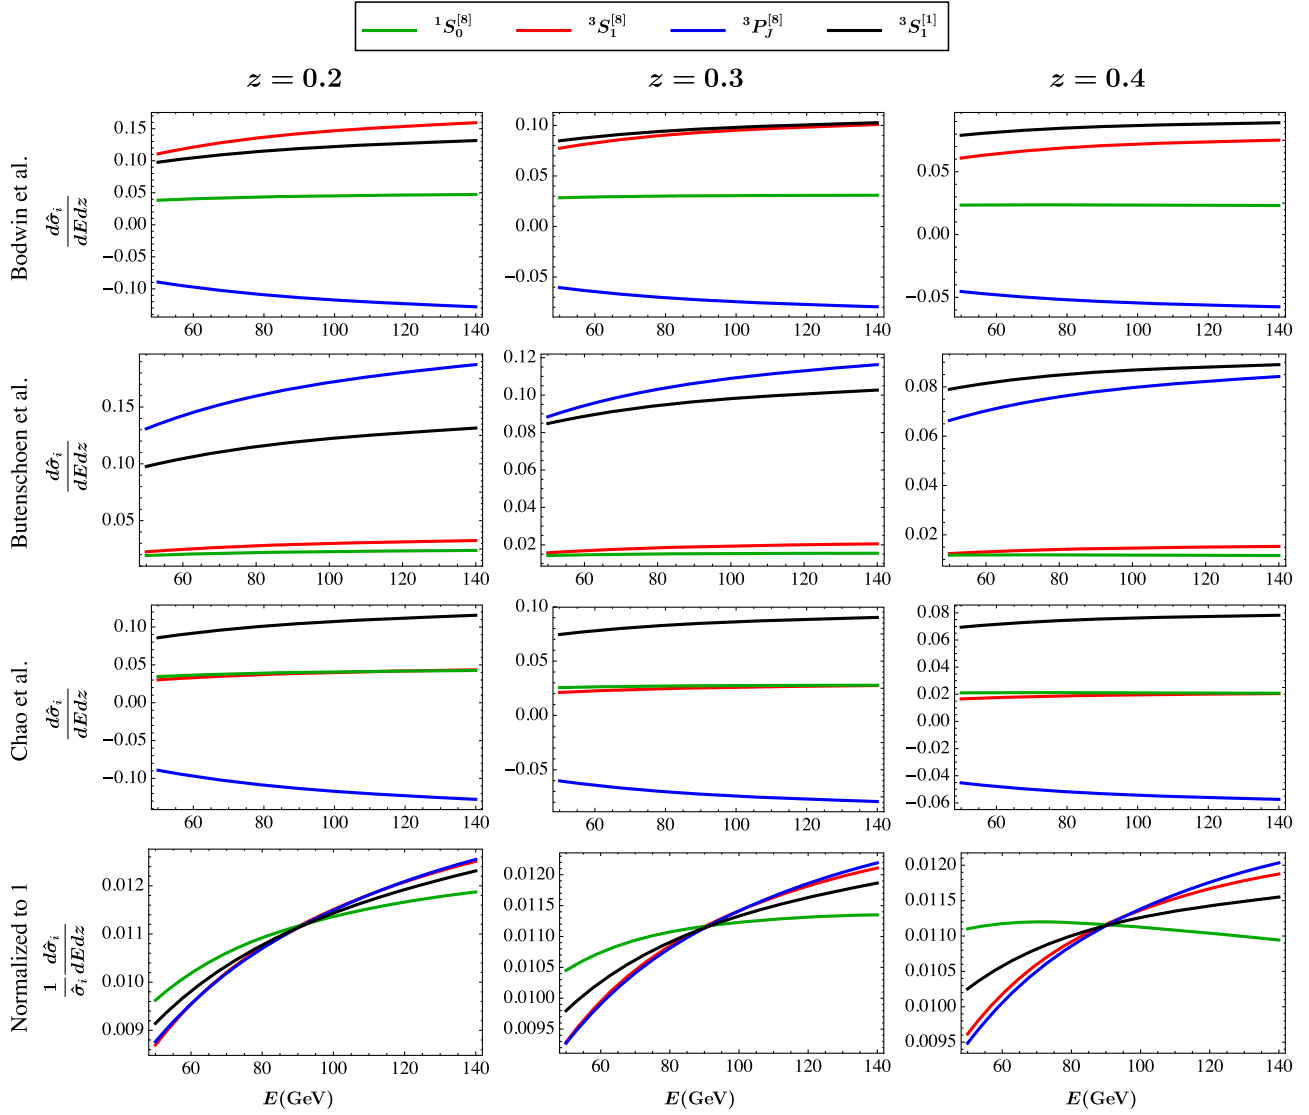 1S0[8] 3S1[8] 3PJ[8] 3S1[1]
z = 0.2 z = 0.3 z = 0.4
Bodwin et al.
dσ̂i
dEdz
0.15
0.10
0.05
0.00
−0.05
−0.10
60 80 100 120 140
0.10
0.05
0.00
−0.05
60 80 100 120 140
0.05
0.00
−0.05
60 80 100 120 140
Butenschoen et al.
dσ̂i
dEdz
0.15
0.10
0.05
60 80 100 120 140
0.12
0.10
0.08
0.06
0.04
0.02
60 80 100 120 140
0.08
0.06
0.04
0.02
60 80 100 120 140
Chao et al.
dσ̂i
dEdz
0.10
0.05
0.00
−0.05
−0.10
60 80 100 120 140
0.10
0.05
0.00
−0.05
60 80 100 120 140
0.08
0.06
0.04
0.02
0.00
−0.02
−0.04
−0.06
60 80 100 120 140
Normalized to 1
1 dσ̂i
σ̂i dEdz
0.012
0.011
0.010
0.009
60 80 100 120 140
E(GeV)
0.0120
0.0115
0.0110
0.0105
0.0100
0.0095
60 80 100 120 140
E(GeV)
0.0120
0.0115
0.0110
0.0105
0.0100
0.0095
60 80 100 120 140
E(GeV)